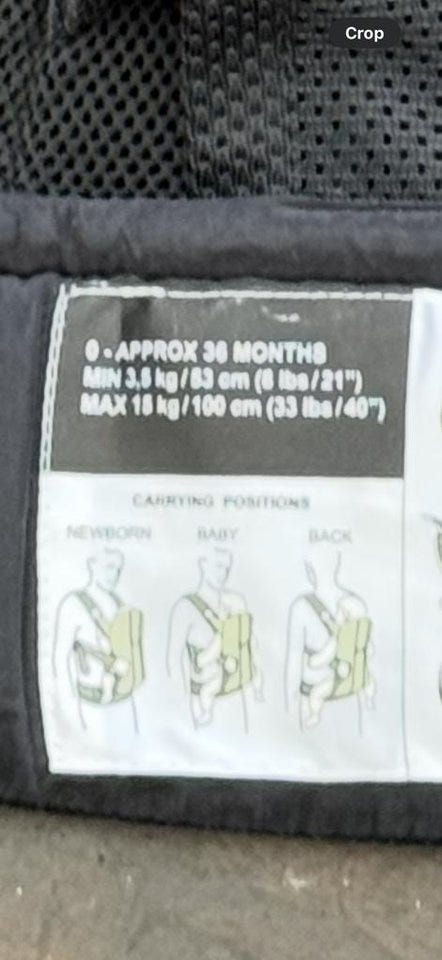 Crop
0 - APPROX 36 MONTHS
MIN 3,5 kg / 53 cm (8 lbs / 21")
MAX 15 kg / 100 cm (33 lbs / 40")
CARRYING POSITIONS
NEWBORN BABY BACK